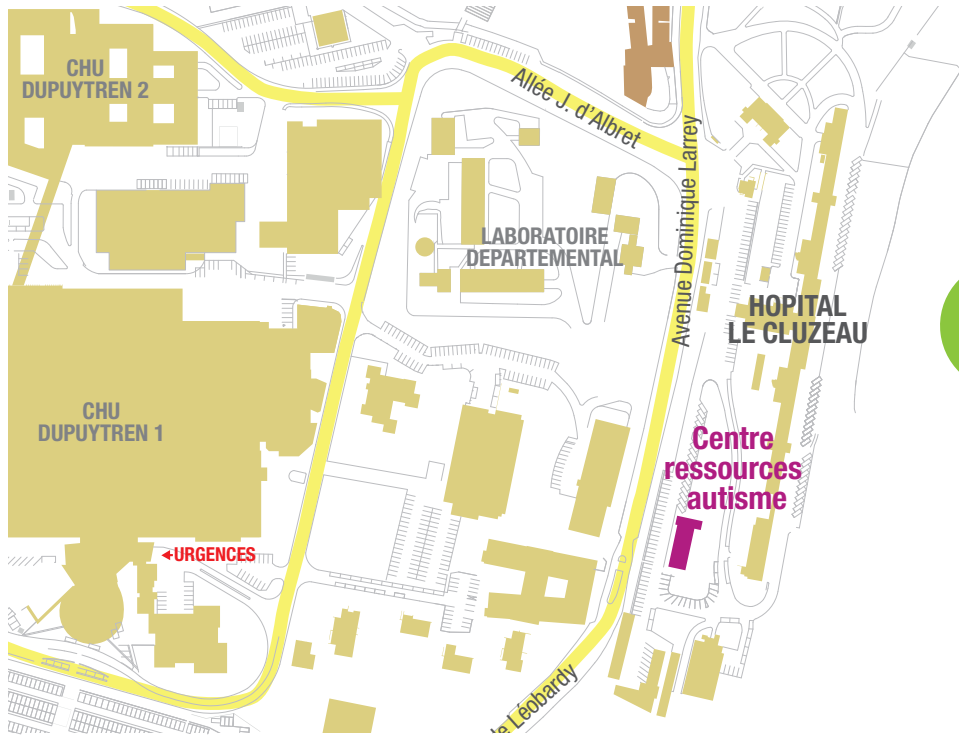 CHU
DUPUYTREN 2
Allée J. d'Albret
Avenue Dominique Larrey
LABORATOIRE
DEPARTEMENTAL
HOPITAL
LE CLUZEAU
CHU
DUPUYTREN 1
Centre
ressources
autisme
URGENCES
Léobardy